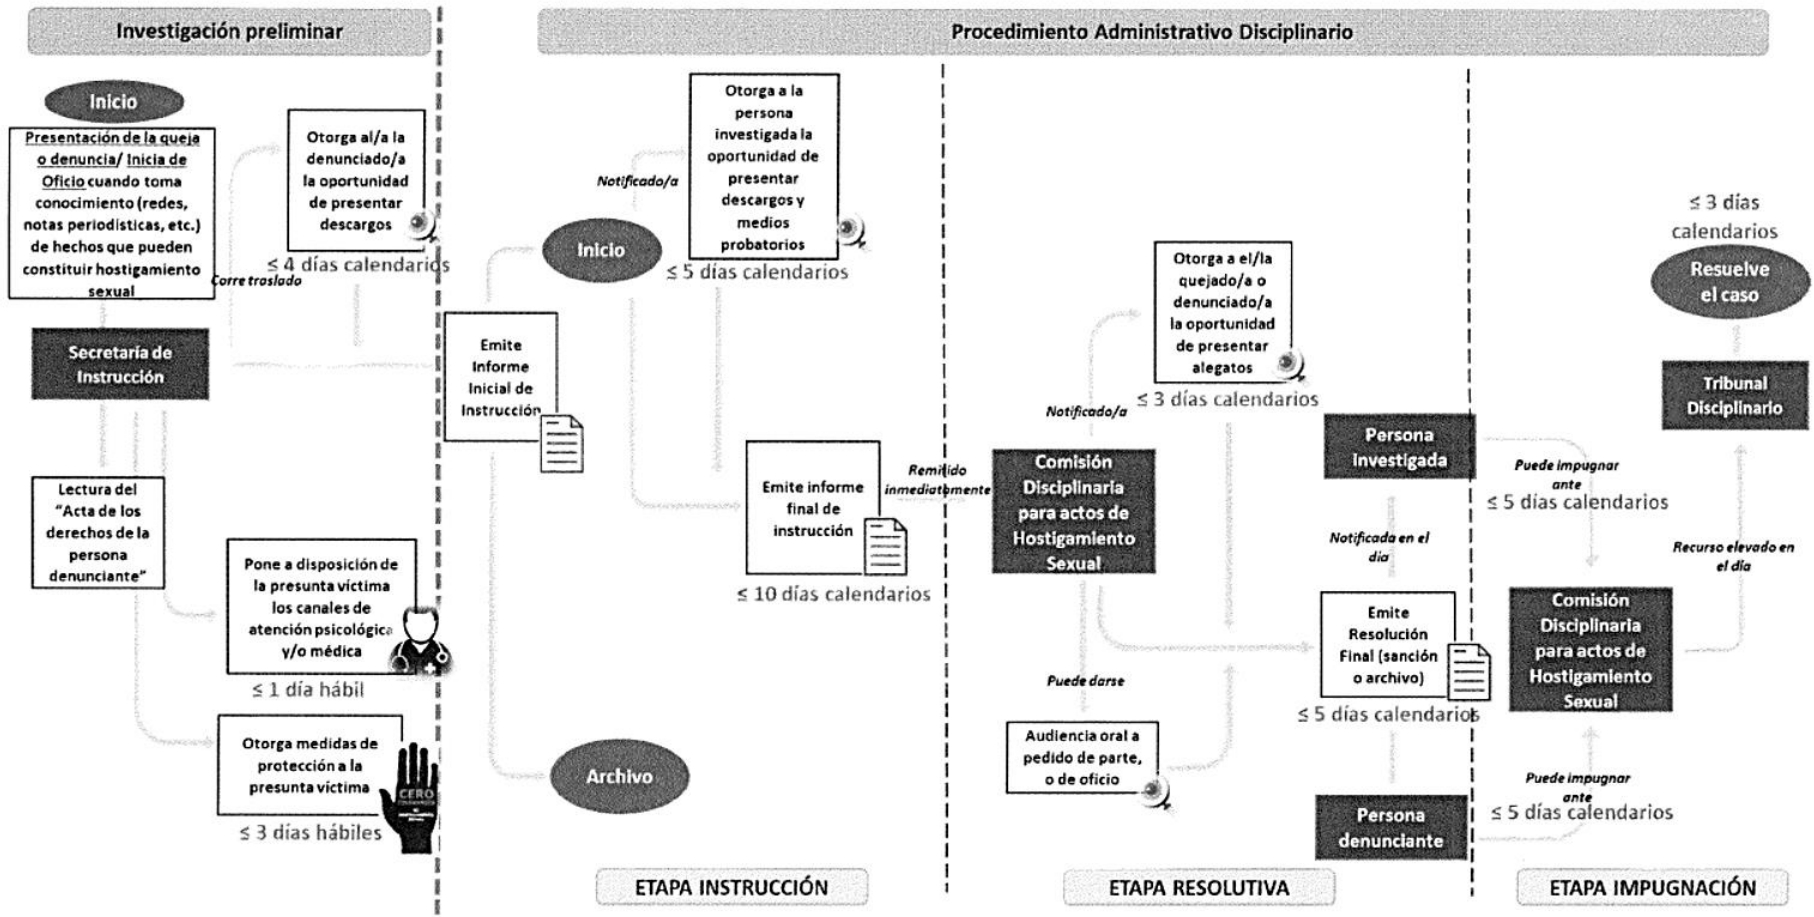 Investigación preliminar
Procedimiento Administrativo Disciplinario
Inicio
Presentación de la queja
o denuncia/ Inicia de
Oficio cuando toma
conocimiento (redes,
notas periodísticas, etc.)
de hechos que pueden
constituir hostigamiento
sexual
Otorga al/a la
denunciado/a
la oportunidad
de presentar
descargos
≤ 4 días calendarios
Corre traslado
Secretaría de
Instrucción
Lectura del
"Acta de los
derechos de la
persona
denunciante"
Pone a disposición de
la presunta víctima
los canales de
atención psicológica
y/o médica
≤ 1 día hábil
Otorga medidas de
protección a la
presunta víctima
CERO
≤ 3 días hábiles
Emite
Informe
Inicial de
Instrucción
Inicio
Notificado/a
Otorga a la
persona
investigada la
oportunidad de
presentar
descargos y
medios
probatorios
≤ 5 días calendarios
Emite informe
final de
instrucción
≤ 10 días calendarios
Archivo
ETAPA INSTRUCCIÓN
Remitido
inmediatamente
Comisión
Disciplinaria
para actos de
Hostigamiento
Sexual
Notificado/a
Otorga a el/la
quejado/a o
denunciado/a
la oportunidad
de presentar
alegatos
≤ 3 días calendarios
Puede darse
Audiencia oral a
pedido de parte,
o de oficio
Persona
investigada
Notificada en el
día
Emite
Resolución
Final (sanción
o archivo)
≤ 5 días calendarios
Persona
denunciante
ETAPA RESOLUTIVA
Puede impugnar
ante
≤ 5 días calendarios
Comisión
Disciplinaria
para actos de
Hostigamiento
Sexual
Puede impugnar
ante
≤ 5 días calendarios
Recurso elevado en
el día
Tribunal
Disciplinario
Resuelve
el caso
≤ 3 días
calendarios
ETAPA IMPUGNACIÓN